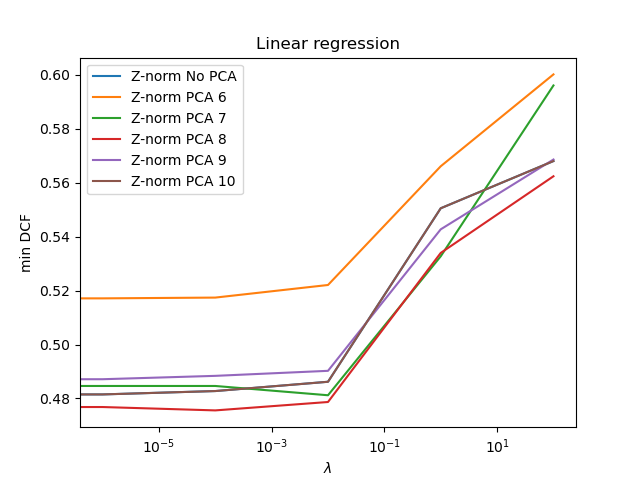 Linear regression
Z-norm No PCA
Z-norm PCA 6
Z-norm PCA 7
Z-norm PCA 8
Z-norm PCA 9
Z-norm PCA 10
min DCF
0.60
0.58
0.56
0.54
0.52
0.50
0.48
10⁻⁵ 10⁻³ 10⁻¹ 10¹
λ